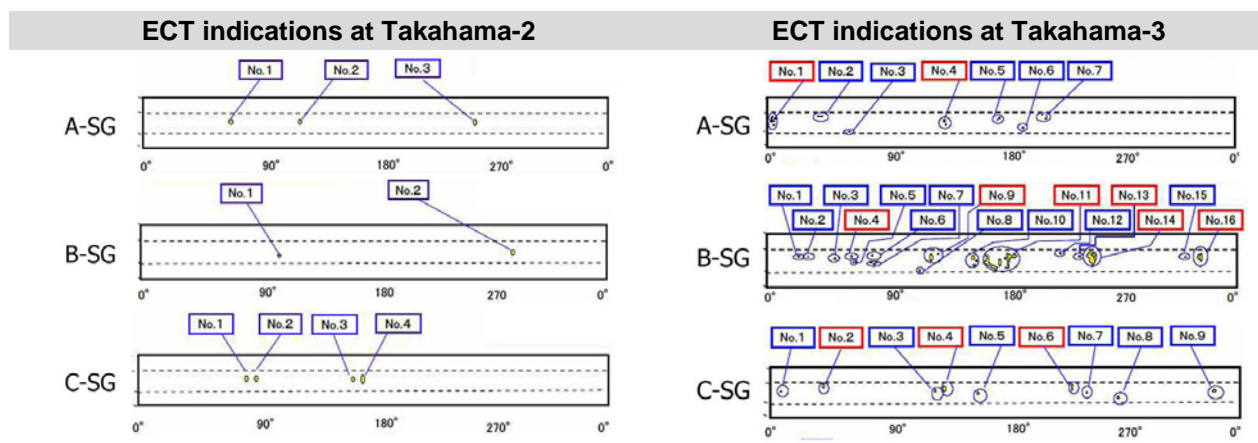 ECT indications at Takahama-2
No.1 No.2 No.3
A-SG
0° 90° 180° 270° 0°
No.1 No.2
B-SG
0° 90° 180 270° 0°
No.1 No.2 No.3 No.4
C-SG
0° 90° 180° 270° 0°
ECT indications at Takahama-3
No.1 No.2 No.3 No.4 No.5 No.6 No.7
A-SG
0° 90° 180° 270° 0°
No.1 No.3 No.5 No.7 No.9 No.11 No.13 No.15
No.2 No.4 No.6 No.8 No.10 No.12 No.14 No.16
B-SG
0° 90° 180° 270° 0°
No.1 No.2 No.3 No.4 No.5 No.6 No.7 No.8 No.9
C-SG
0° 90° 180° 270° 0°